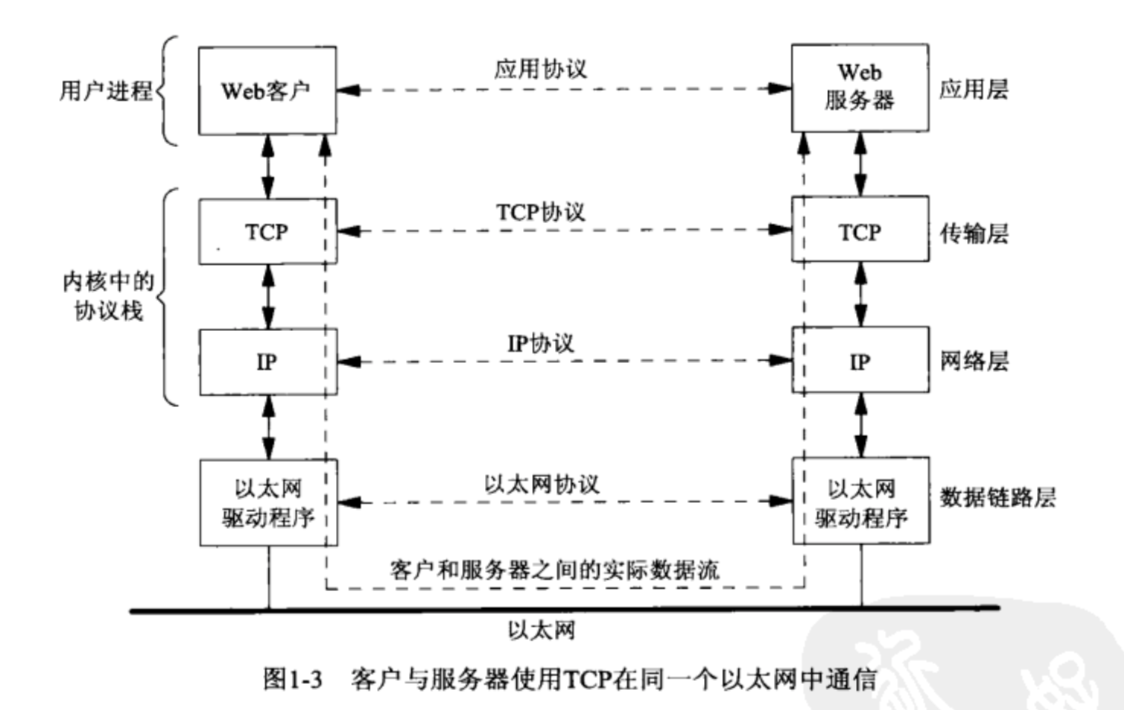 用户进程
Web客户
应用协议
Web
服务器
应用层
TCP
TCP协议
TCP
传输层
内核中的
协议栈
IP
IP协议
IP
网络层
以太网
驱动程序
以太网协议
以太网
驱动程序
数据链路层
客户和服务器之间的实际数据流
以太网
图1-3 客户与服务器使用TCP在同一个以太网中通信